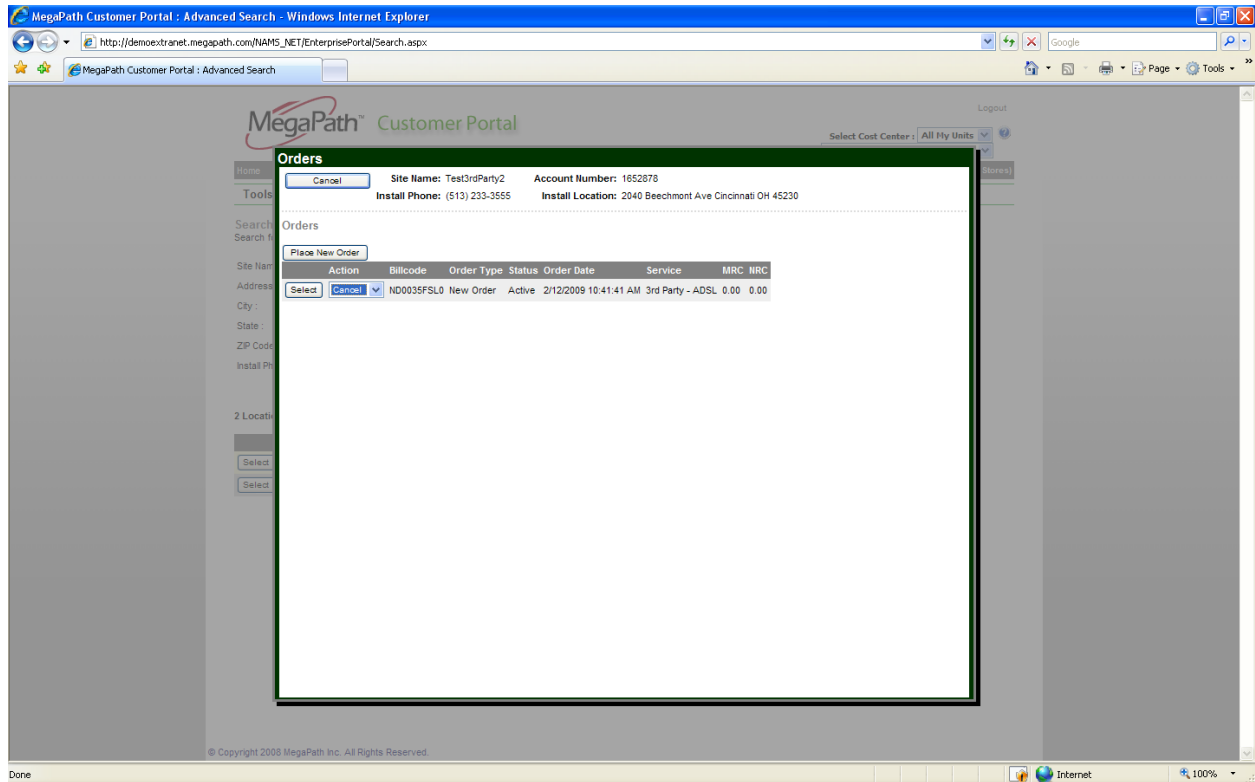 MegaPath Customer Portal : Advanced Search - Windows Internet Explorer
http://demoextranet.megapath.com/NAMS_NET/EnterprisePortal/Search.aspx
Google
MegaPath Customer Portal : Advanced Search
Page
Tools
Logout
MegaPath™ Customer Portal
Select Cost Center : All My Units
Orders
Home
Stores)
Cancel
Site Name: Test3rdParty2
Account Number: 1652878
Tools
Install Phone: (513) 233-3555
Install Location: 2040 Beechmont Ave Cincinnati OH 45230
Search
Orders
Search f
Place New Order
Site Nam
Action Billcode Order Type Status Order Date Service MRC NRC
Address
Select Cancel ND0035FSL0 New Order Active 2/12/2009 10:41:41 AM 3rd Party - ADSL 0.00 0.00
City :
State :
ZIP Code
Install Ph
2 Locati
Select
Select
© Copyright 2008 MegaPath Inc. All Rights Reserved.
Done
Internet
100%